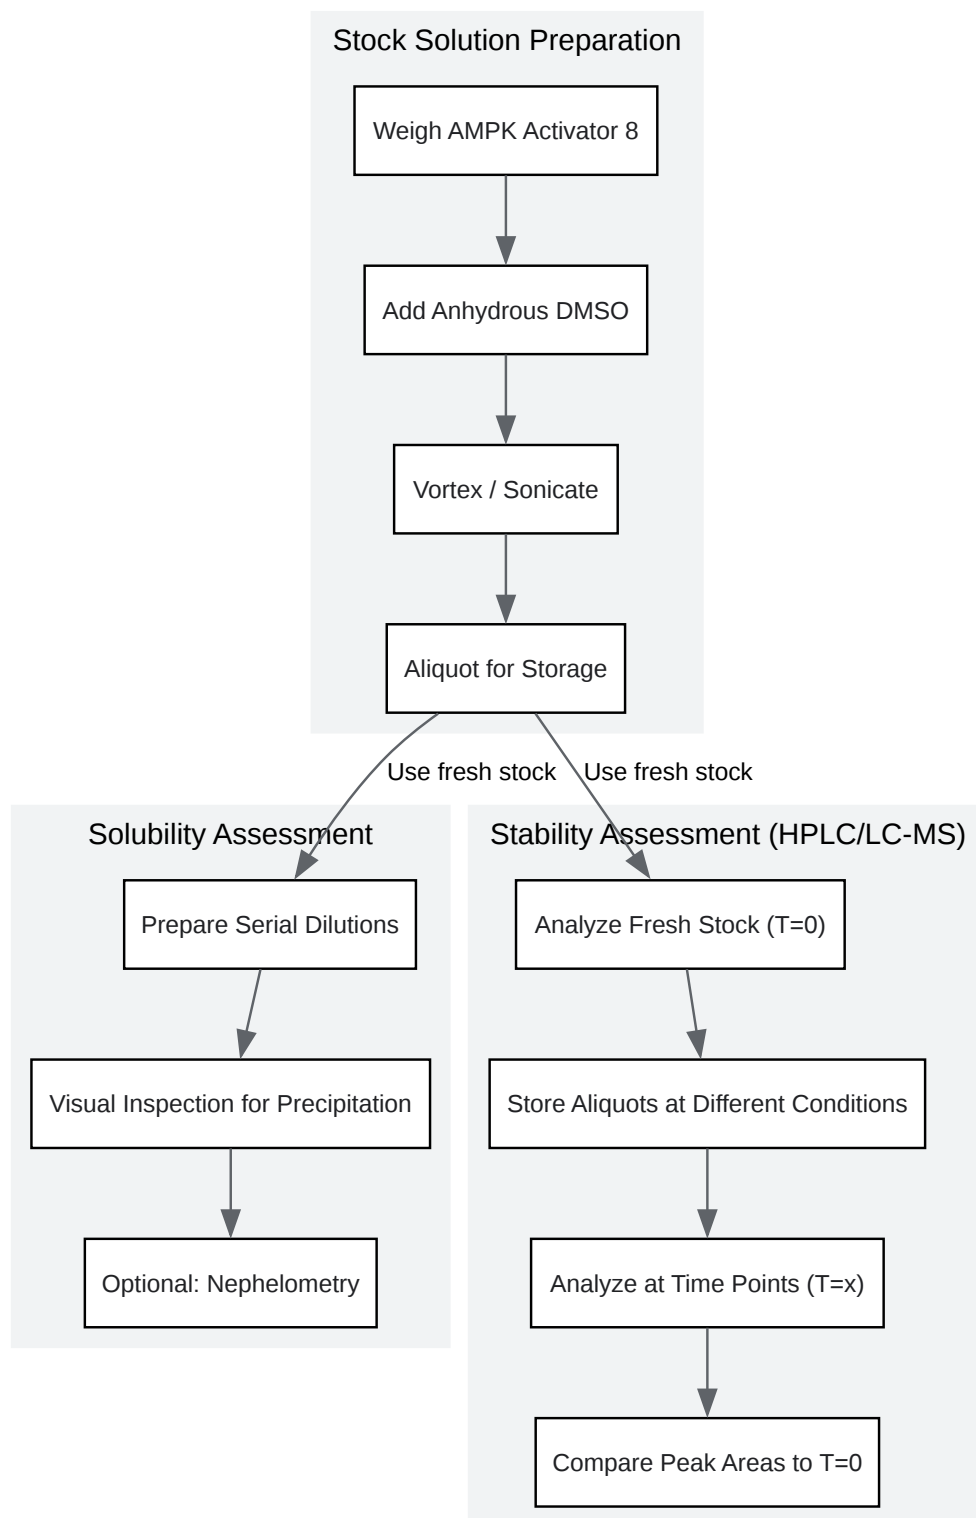 Stock Solution Preparation
Weigh AMPK Activator 8
Add Anhydrous DMSO
Vortex / Sonicate
Aliquot for Storage
Use fresh stock
Use fresh stock
Solubility Assessment
Prepare Serial Dilutions
Visual Inspection for Precipitation
Optional: Nephelometry
Stability Assessment (HPLC/LC-MS)
Analyze Fresh Stock (T=0)
Store Aliquots at Different Conditions
Analyze at Time Points (T=x)
Compare Peak Areas to T=0